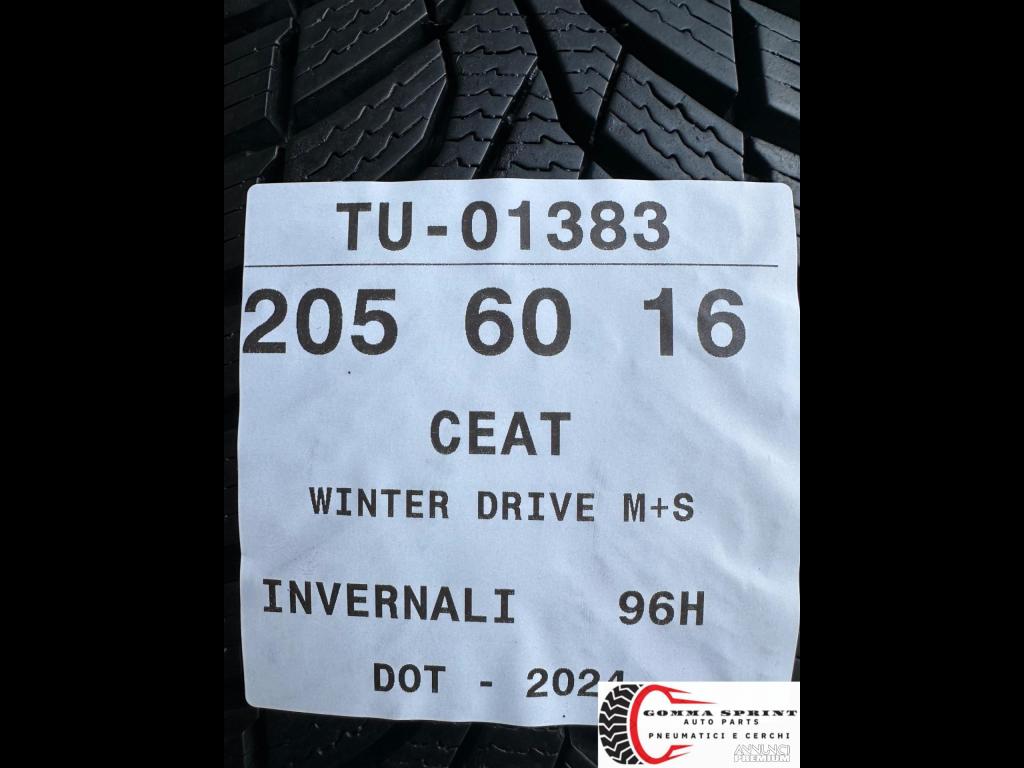 TU-01383
205 60 16
CEAT
WINTER DRIVE M+S
INVERNALI 96H
DOT - 2024
GOMMA SPRINT
AUTO PARTS
PNEUMATICI E CERCHI
ANNUNCI
PREMIUM